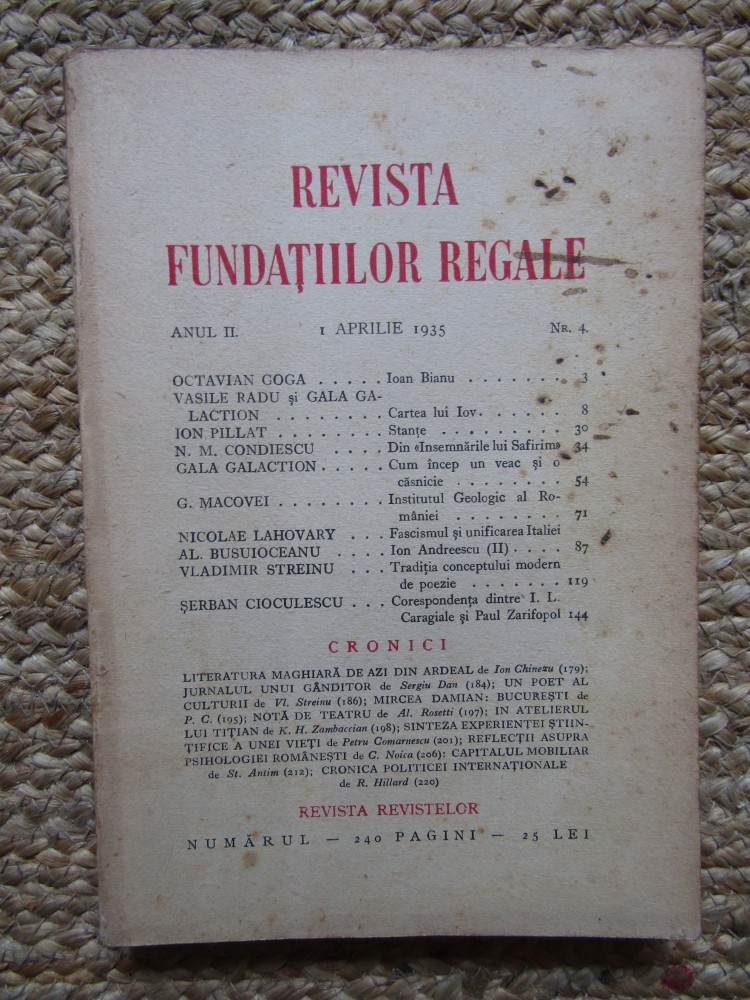 REVISTA
FUNDAȚIILOR REGALE
ANUL II. 1 APRILIE 1935 NR. 4.
OCTAVIAN GOGA . . . . . Ioan Bianu . . . . . . . 3
VASILE RADU și GALA GA-
LACTION . . . . . . . . Cartea lui Iov. . . . . . . 8
ION PILLAT . . . . . . . . Stanțe . . . . . . . . . 30
N. M. CONDIESCU . . . . Din «Insemnările lui Safirim» 34
GALA GALACTION . . . . . Cum încep un veac și o
căsnicie . . . . . . . . 54
G. MACOVEI . . . . . . . . Institutul Geologic al Ro-
mâniei . . . . . . . . 71
NICOLAE LAHOVARY . . . Fascismul și unificarea Italiei
AL. BUSUIOCEANU . . . . Ion Andreescu (II) . . . . 87
VLADIMIR STREINU . . . Tradiția conceptului modern
de poezie . . . . . . . 119
ȘERBAN CIOCULESCU . . . Corespondența dintre I. L.
Caragiale și Paul Zarifopol 144
CRONICI
LITERATURA MAGHIARĂ DE AZI DIN ARDEAL de Ion Chinezu (179);
JURNALUL UNUI GÂNDITOR de Sergiu Dan (184); UN POET AL
CULTURII de Vl. Streinu (186); MIRCEA DAMIAN: BUCUREȘTI de
P. C. (195); NOTĂ DE TEATRU de Al. Rosetti (197); IN ATELIERUL
LUI TIȚIAN de K. H. Zambaccian (198); SINTEZA EXPERIENȚEI ȘTIIN-
ȚIFICE A UNEI VIEȚI de Petru Comarnescu (201); REFLECȚII ASUPRA
PSIHOLOGIEI ROMÂNEȘTI de C. Noica (206): CAPITALUL MOBILIAR
de St. Antim (212); CRONICA POLITICEI INTERNAȚIONALE
de R. Hillard (220)
REVISTA REVISTELOR
NUMĂRUL — 240 PAGINI — 25 LEI